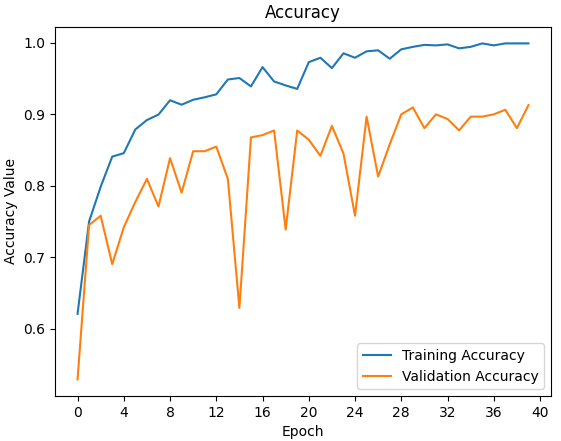 Accuracy
Accuracy Value
1.0
0.9
0.8
0.7
0.6
Training Accuracy
Validation Accuracy
0 4 8 12 16 20 24 28 32 36 40
Epoch